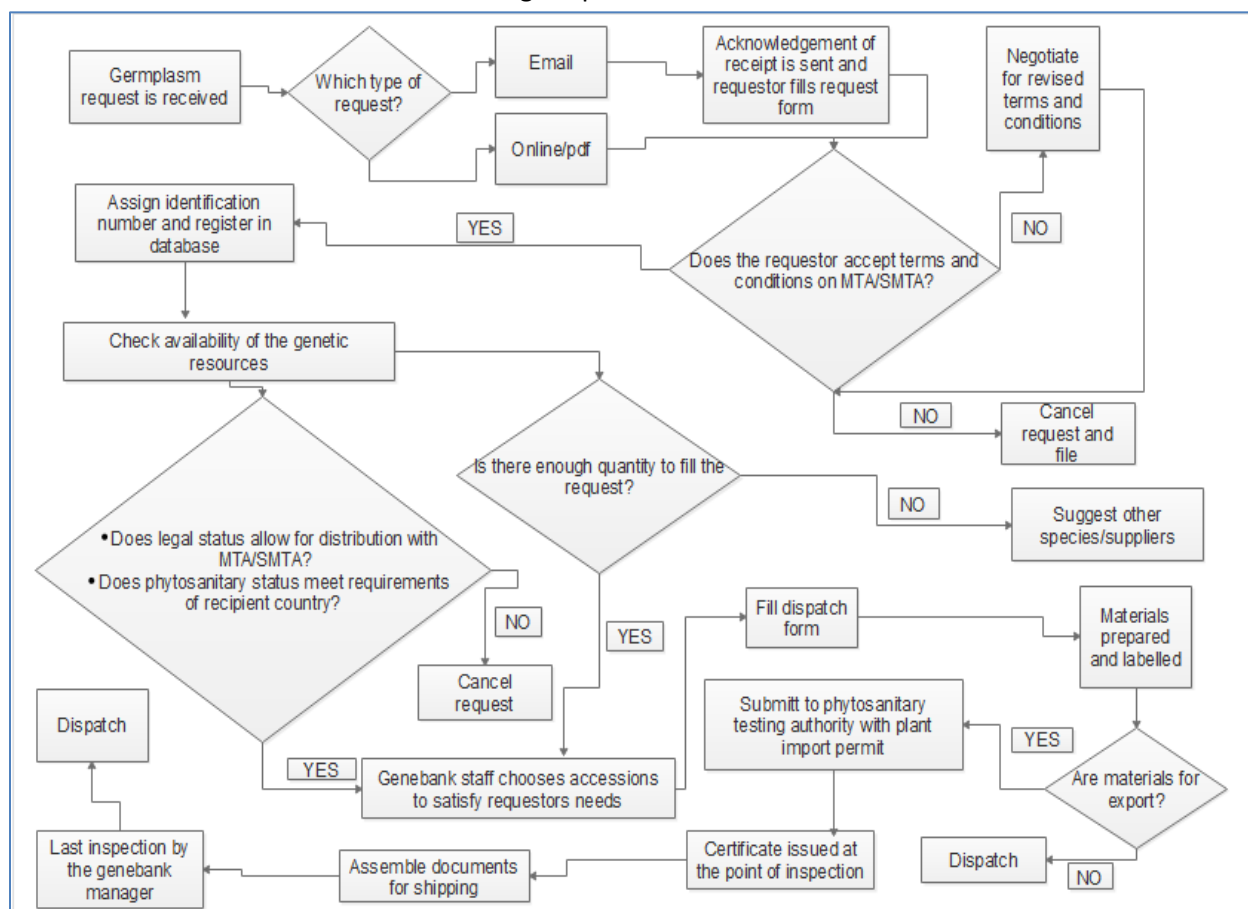 Germplasm
request is received
Which type of
request?
Email
Acknowledgement of
receipt is sent and
requestor fills request
form
Negotiate
for revised
terms and
conditions
Online/pdf
Assign identification
number and register in
database
YES
NO
Does the requestor accept terms and
conditions on MTA/SMTA?
Check availability of the genetic
resources
NO
Cancel
request and
file
Is there enough quantity to fill the
request?
NO
Suggest other
species/suppliers
• Does legal status allow for distribution with
MTA/SMTA?
• Does phytosanitary status meet requirements
of recipient country?
NO
YES
Fill dispatch
form
Materials
prepared
and labelled
Cancel
request
Submitt to phytosanitary
testing authority with plant
import permit
Dispatch
YES
YES
Genebank staff chooses accessions
to satisfy requestors needs
Are materials for
export?
Last inspection by
the genebank
manager
Assemble documents
for shipping
Certificate issued at
the point of inspection
Dispatch
NO